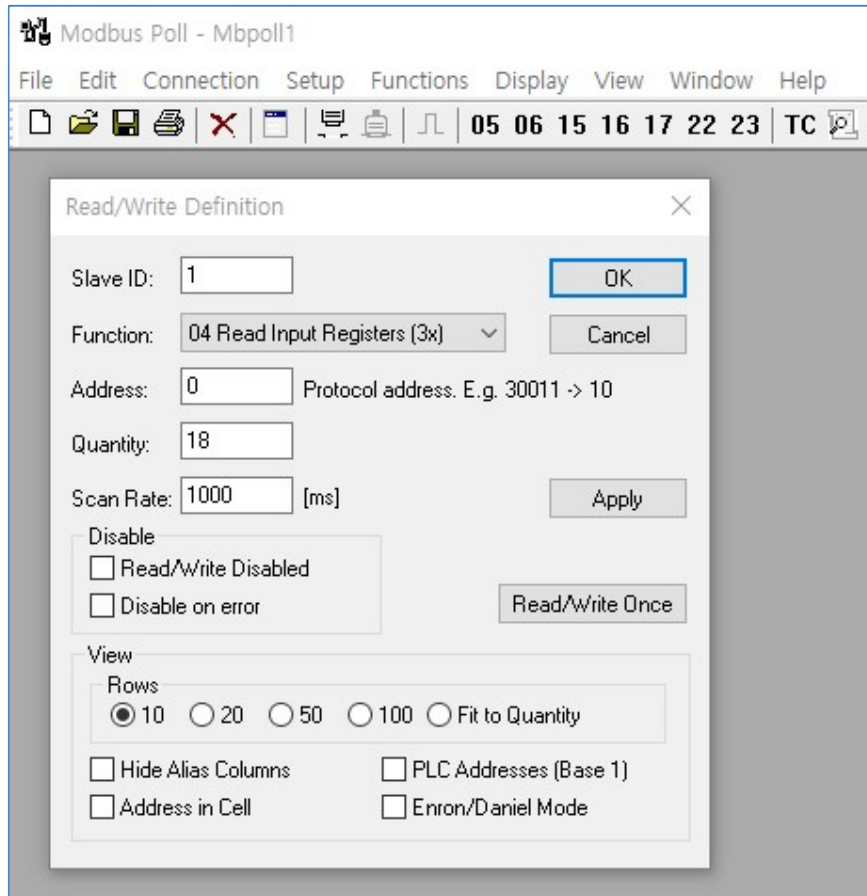 Modbus Poll - Mbpoll1
File Edit Connection Setup Functions Display View Window Help
05 06 15 16 17 22 23 TC
Read/Write Definition
Slave ID: 1 OK
Function: 04 Read Input Registers (3x) Cancel
Address: 0 Protocol address. E.g. 30011 -> 10
Quantity: 18
Scan Rate: 1000 [ms] Apply
Disable
Read/Write Disabled
Disable on error Read/Write Once
View
Rows
10 20 50 100 Fit to Quantity
Hide Alias Columns PLC Addresses (Base 1)
Address in Cell Enron/Daniel Mode